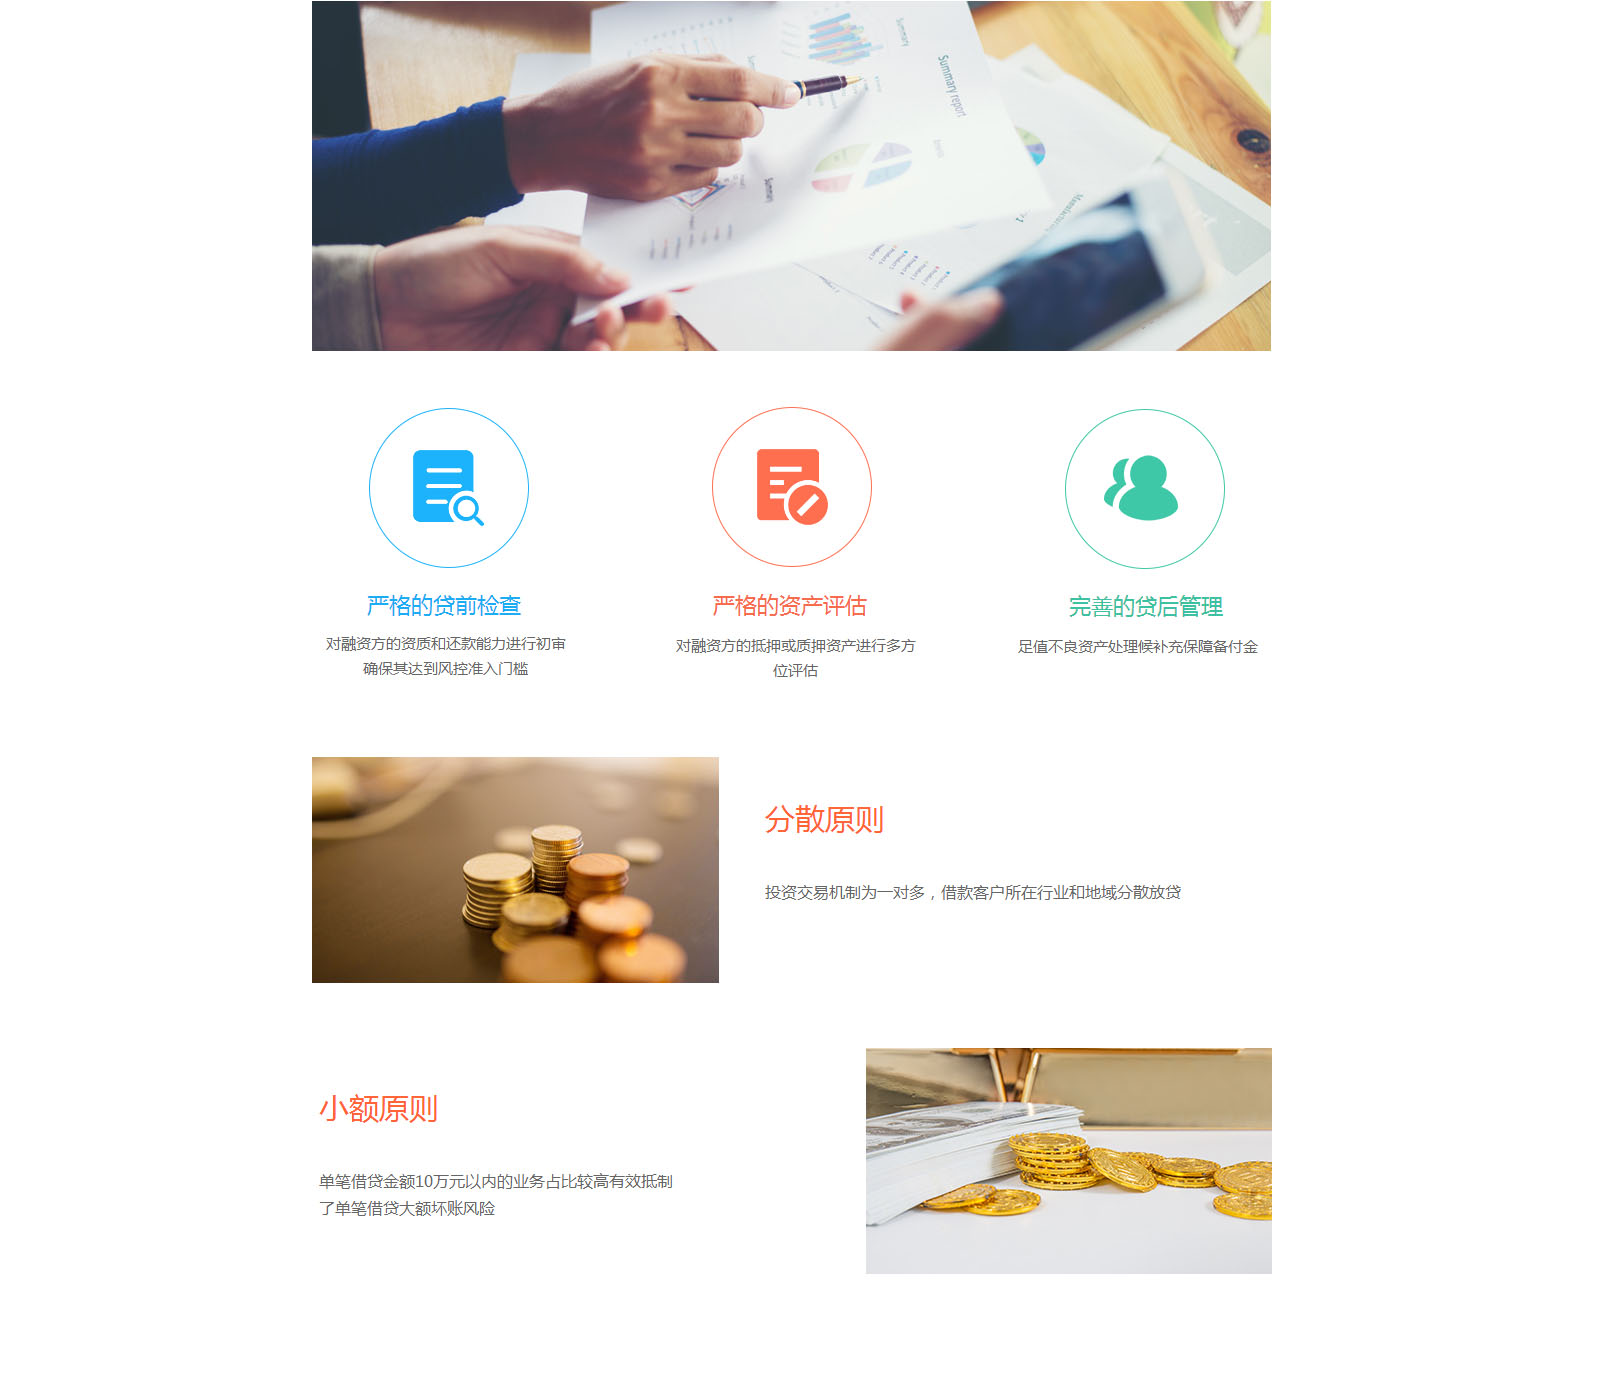 Summary
Summary report
Summary
严格的贷前检查
严格的资产评估
完善的贷后管理
对融资方的资质和还款能力进行初审
确保其达到风控准入门槛
对融资方的抵押或质押资产进行多方
位评估
足值不良资产处理候补充保障备付金
分散原则
投资交易机制为一对多，借款客户所在行业和地域分散放贷
小额原则
单笔借贷金额10万元以内的业务占比较高有效抵制
了单笔借贷大额坏账风险